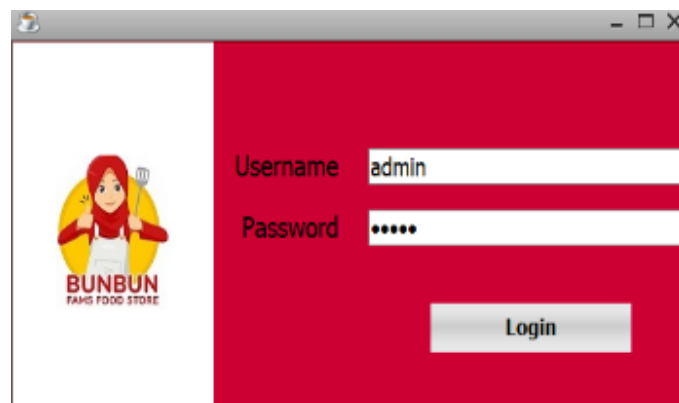 Username admin
Password •••••
BUNBUN
FAMS FOOD STORE
Login